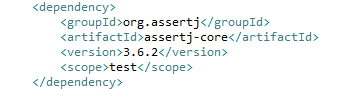 <dependency>
    <groupId>org.assertj</groupId>
    <artifactId>assertj-core</artifactId>
    <version>3.6.2</version>
    <scope>test</scope>
</dependency>